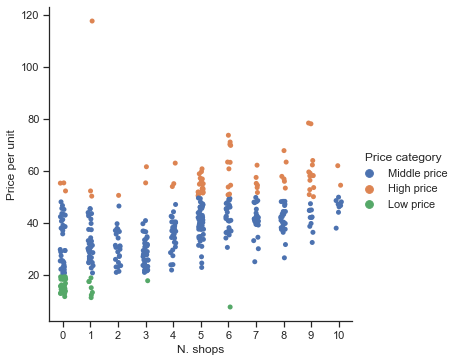 120
100
80
60
40
20
Price per unit
0 1 2 3 4 5 6 7 8 9 10
N. shops
Price category
Middle price
High price
Low price